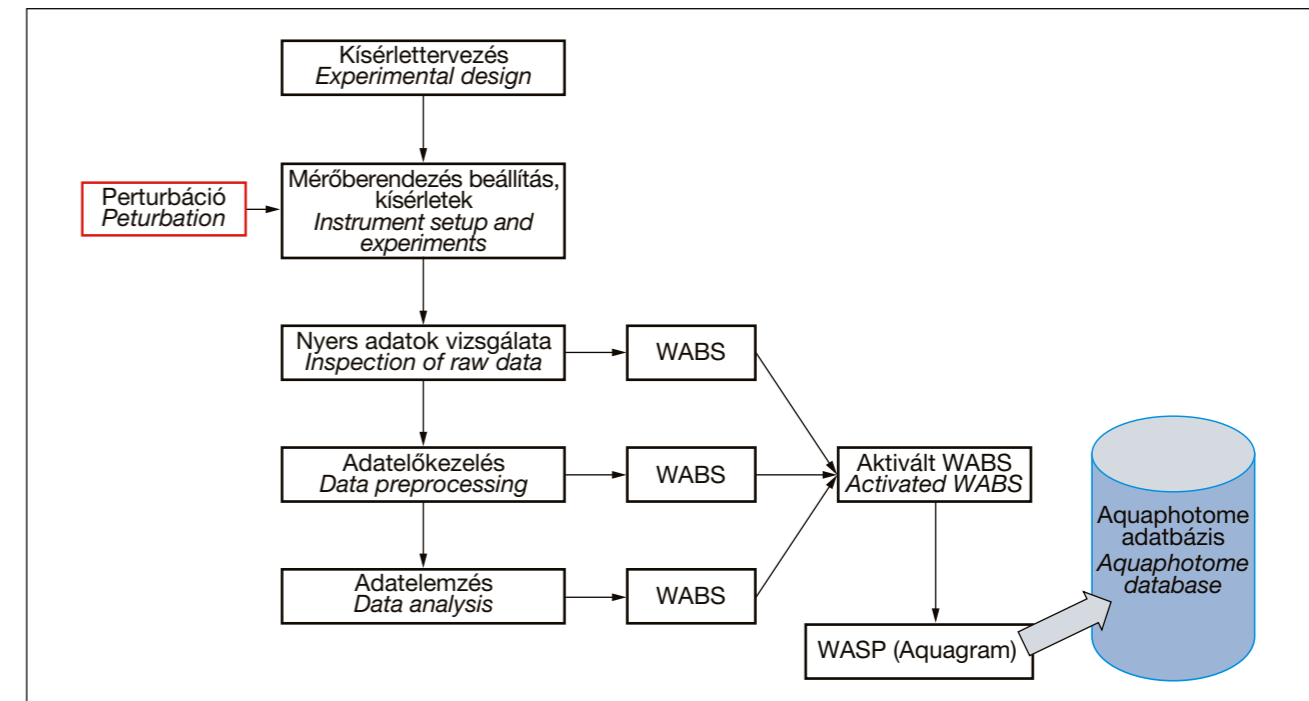 Kísérlettervezés
Experimental design
Perturbáció
Peturbation
Mérőberendezés beállítás,
kísérletek
Instrument setup and
experiments
Nyers adatok vizsgálata
Inspection of raw data
WABS
Adatelőkezelés
Data preprocessing
WABS
Aktivált WABS
Activated WABS
Aquaphotome
adatbázis
Aquaphotome
database
Adatelemzés
Data analysis
WABS
WASP (Aquagram)